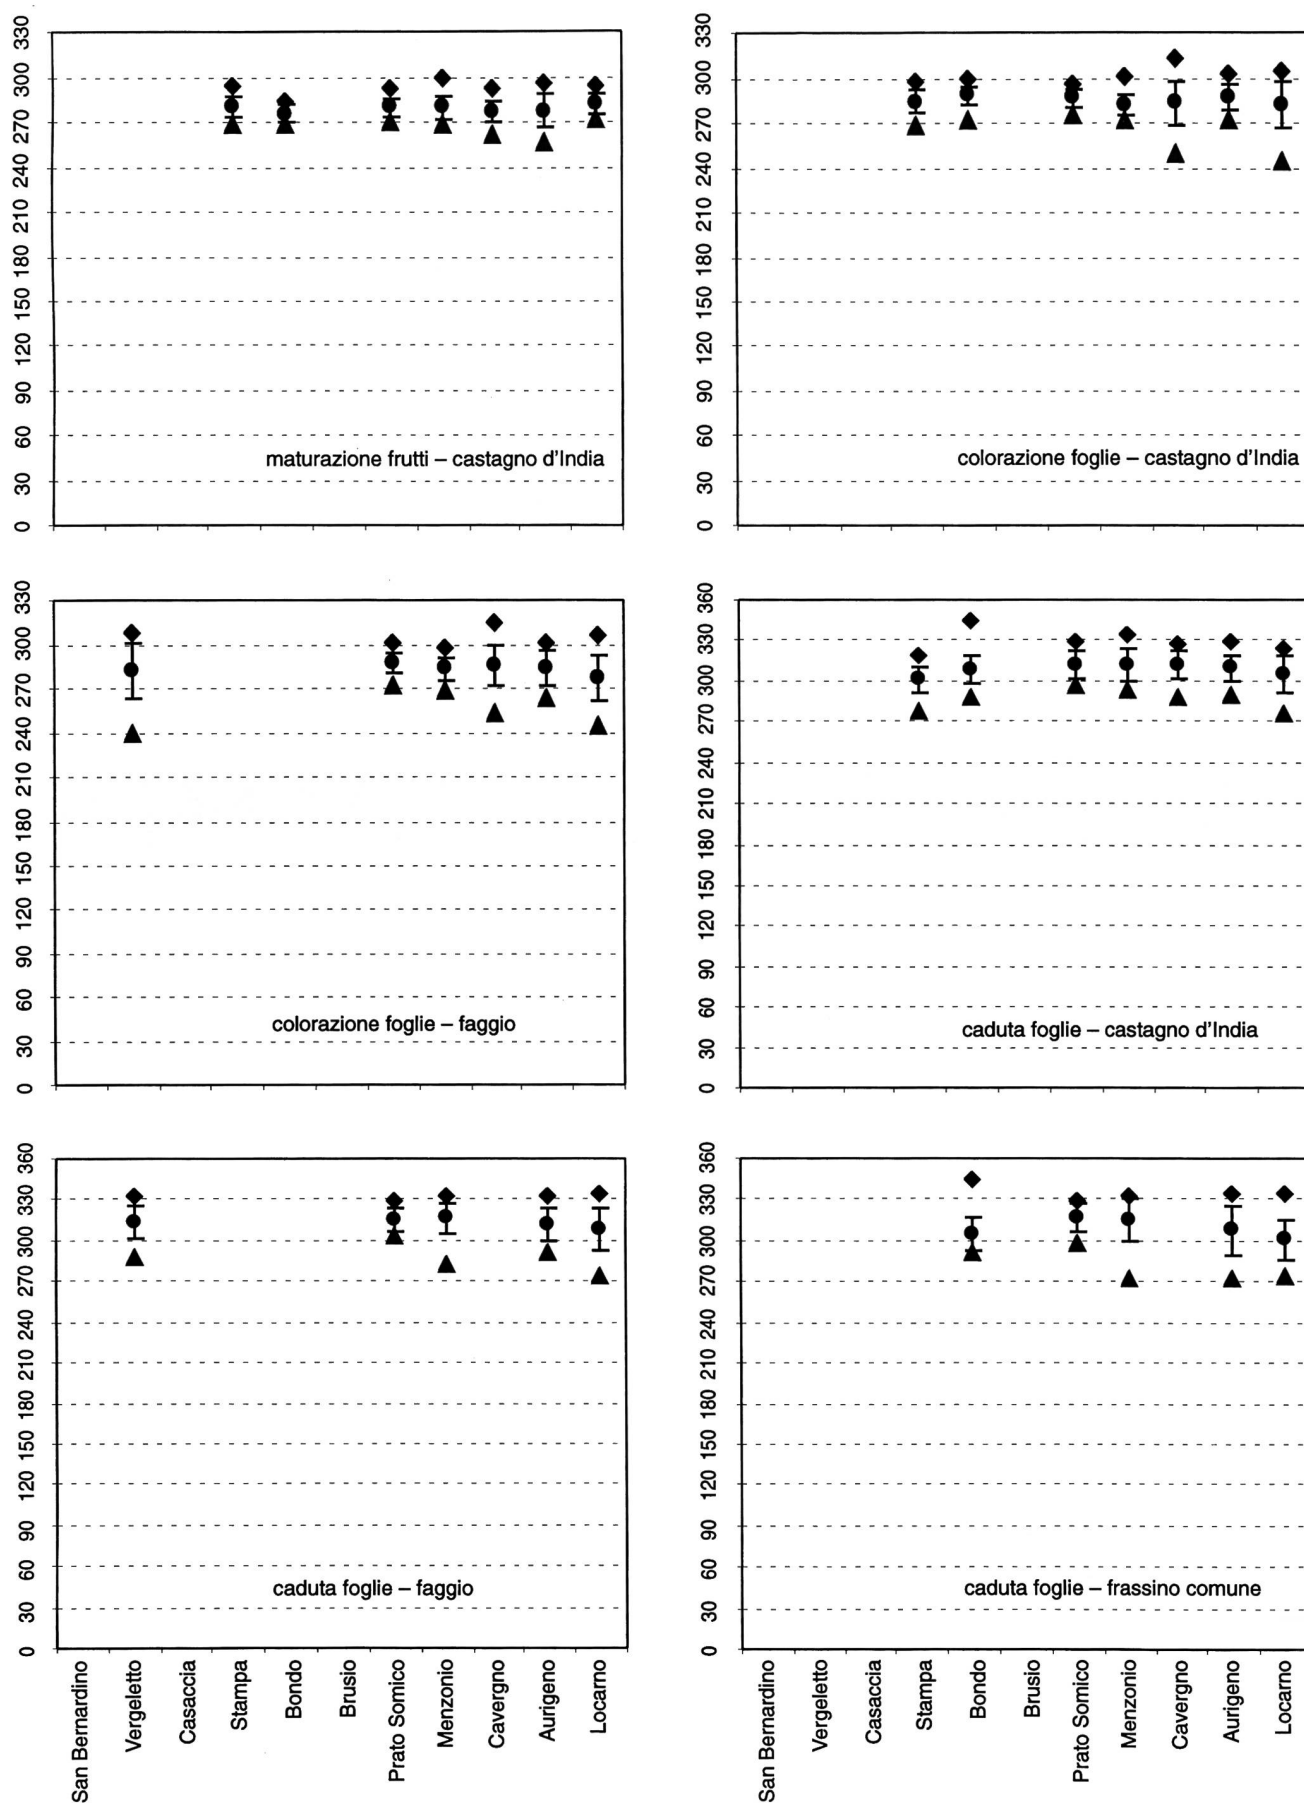 0 30 60 90 120 150 180 210 240 270 300 330
maturazione frutti – castagno d'India
0 30 60 90 120 150 180 210 240 270 300 330
colorazione foglie – castagno d'India
0 30 60 90 120 150 180 210 240 270 300 330
colorazione foglie – faggio
0 30 60 90 120 150 180 210 240 270 300 330 360
caduta foglie – castagno d'India
0 30 60 90 120 150 180 210 240 270 300 330 360
caduta foglie – faggio
San Bernardino
Vergeletto
Casaccia
Stampa
Bondo
Brusio
Prato Somico
Menzonio
Cavergno
Aurigeno
Locarno
0 30 60 90 120 150 180 210 240 270 300 330 360
caduta foglie – frassino comune
San Bernardino
Vergeletto
Casaccia
Stampa
Bondo
Brusio
Prato Somico
Menzonio
Cavergno
Aurigeno
Locarno